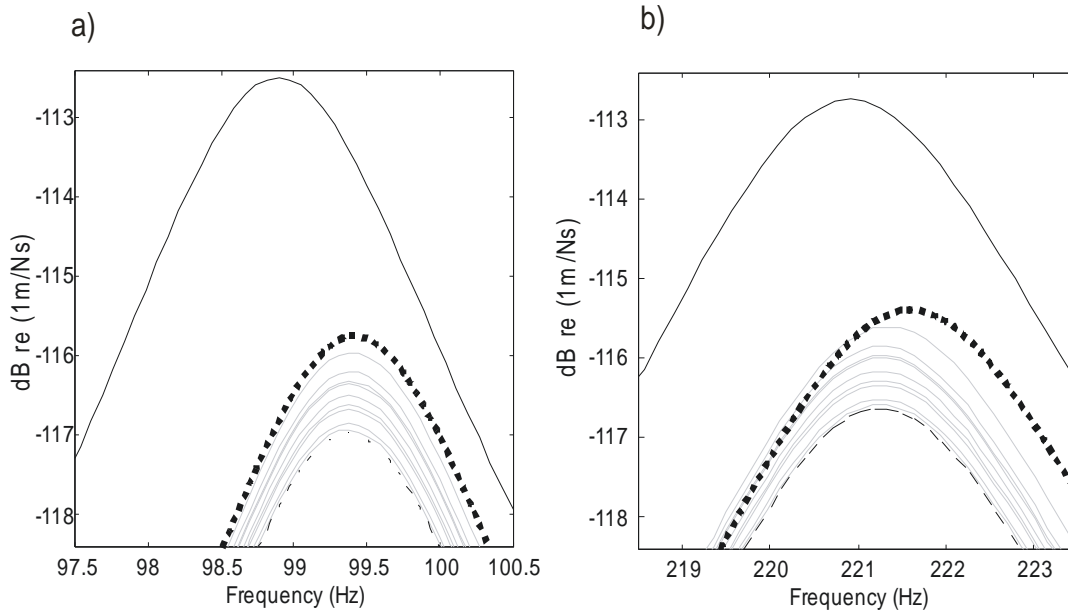 a)
-113
-114
-115
-116
-117
-118
dB re (1m/Ns)
97.5 98 98.5 99 99.5 100 100.5
Frequency (Hz)
b)
-113
-114
-115
-116
-117
-118
dB re (1m/Ns)
219 220 221 222 223
Frequency (Hz)